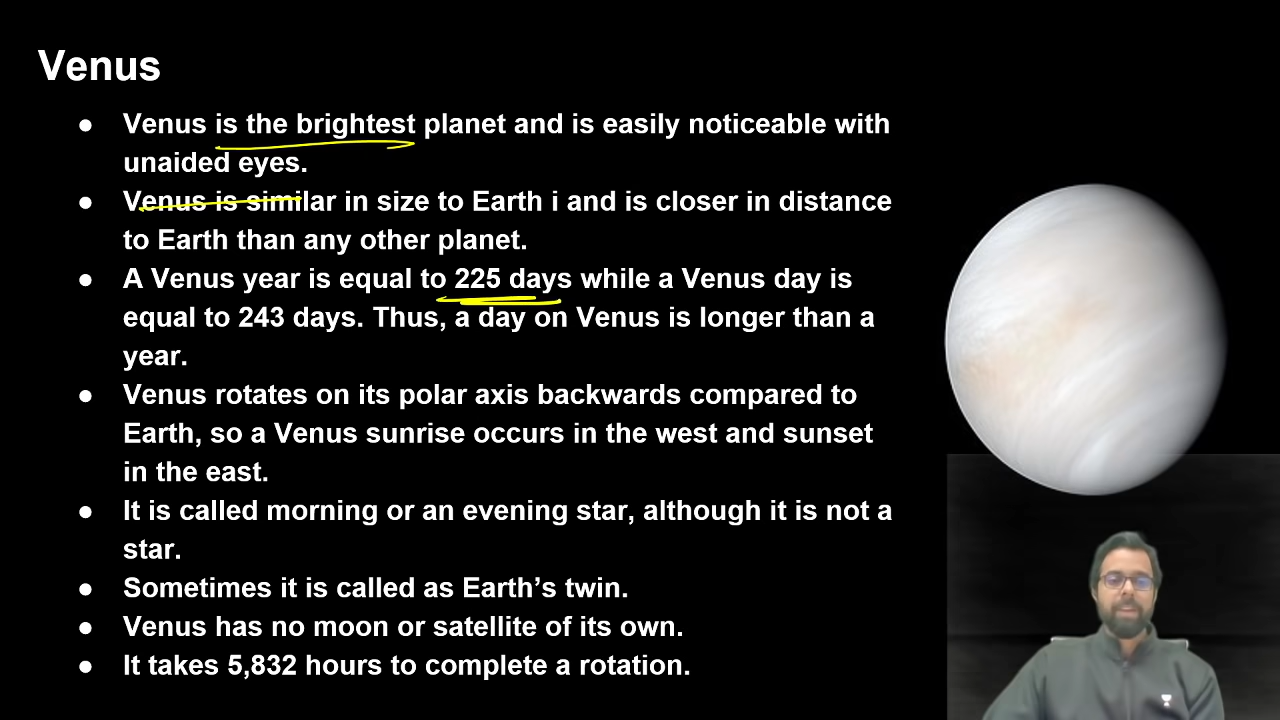 Venus
● Venus is the brightest planet and is easily noticeable with
unaided eyes.
● Venus is similar in size to Earth i and is closer in distance
to Earth than any other planet.
● A Venus year is equal to 225 days while a Venus day is
equal to 243 days. Thus, a day on Venus is longer than a
year.
● Venus rotates on its polar axis backwards compared to
Earth, so a Venus sunrise occurs in the west and sunset
in the east.
● It is called morning or an evening star, although it is not a
star.
● Sometimes it is called as Earth’s twin.
● Venus has no moon or satellite of its own.
● It takes 5,832 hours to complete a rotation.